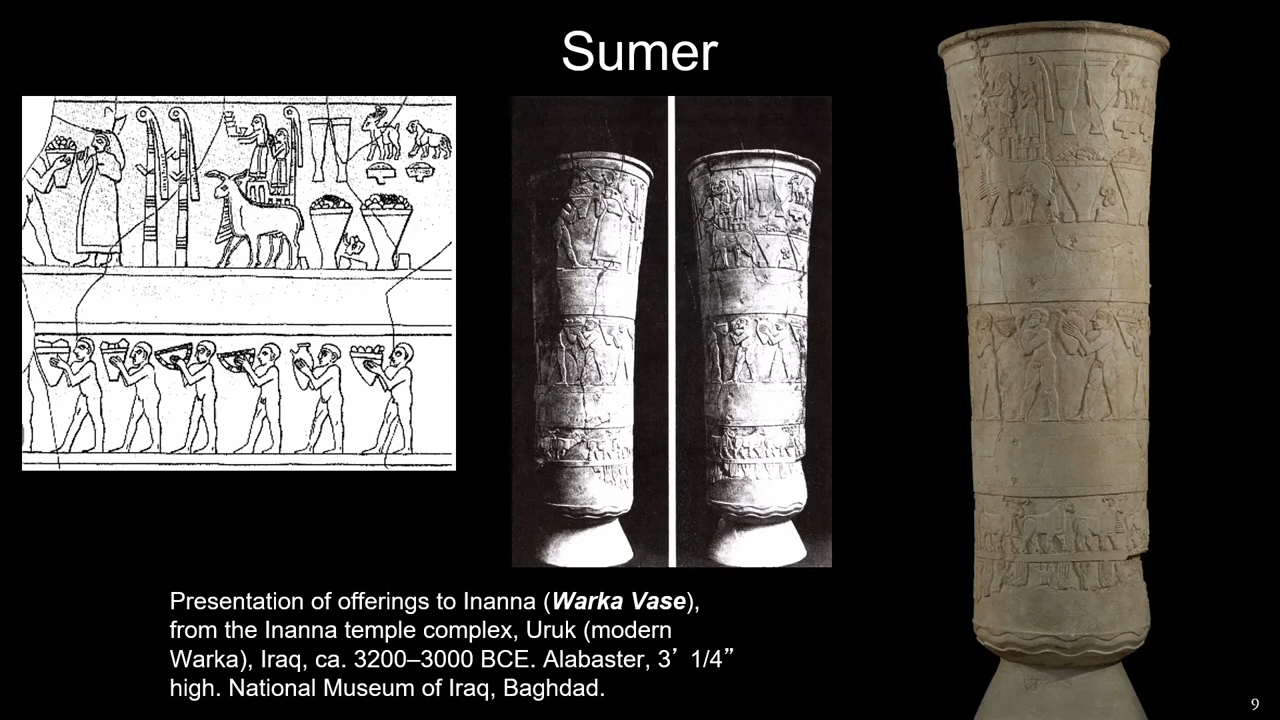 Sumer
Presentation of offerings to Inanna (Warka Vase),
from the Inanna temple complex, Uruk (modern
Warka), Iraq, ca. 3200–3000 BCE. Alabaster, 3’ 1/4”
high. National Museum of Iraq, Baghdad.
9